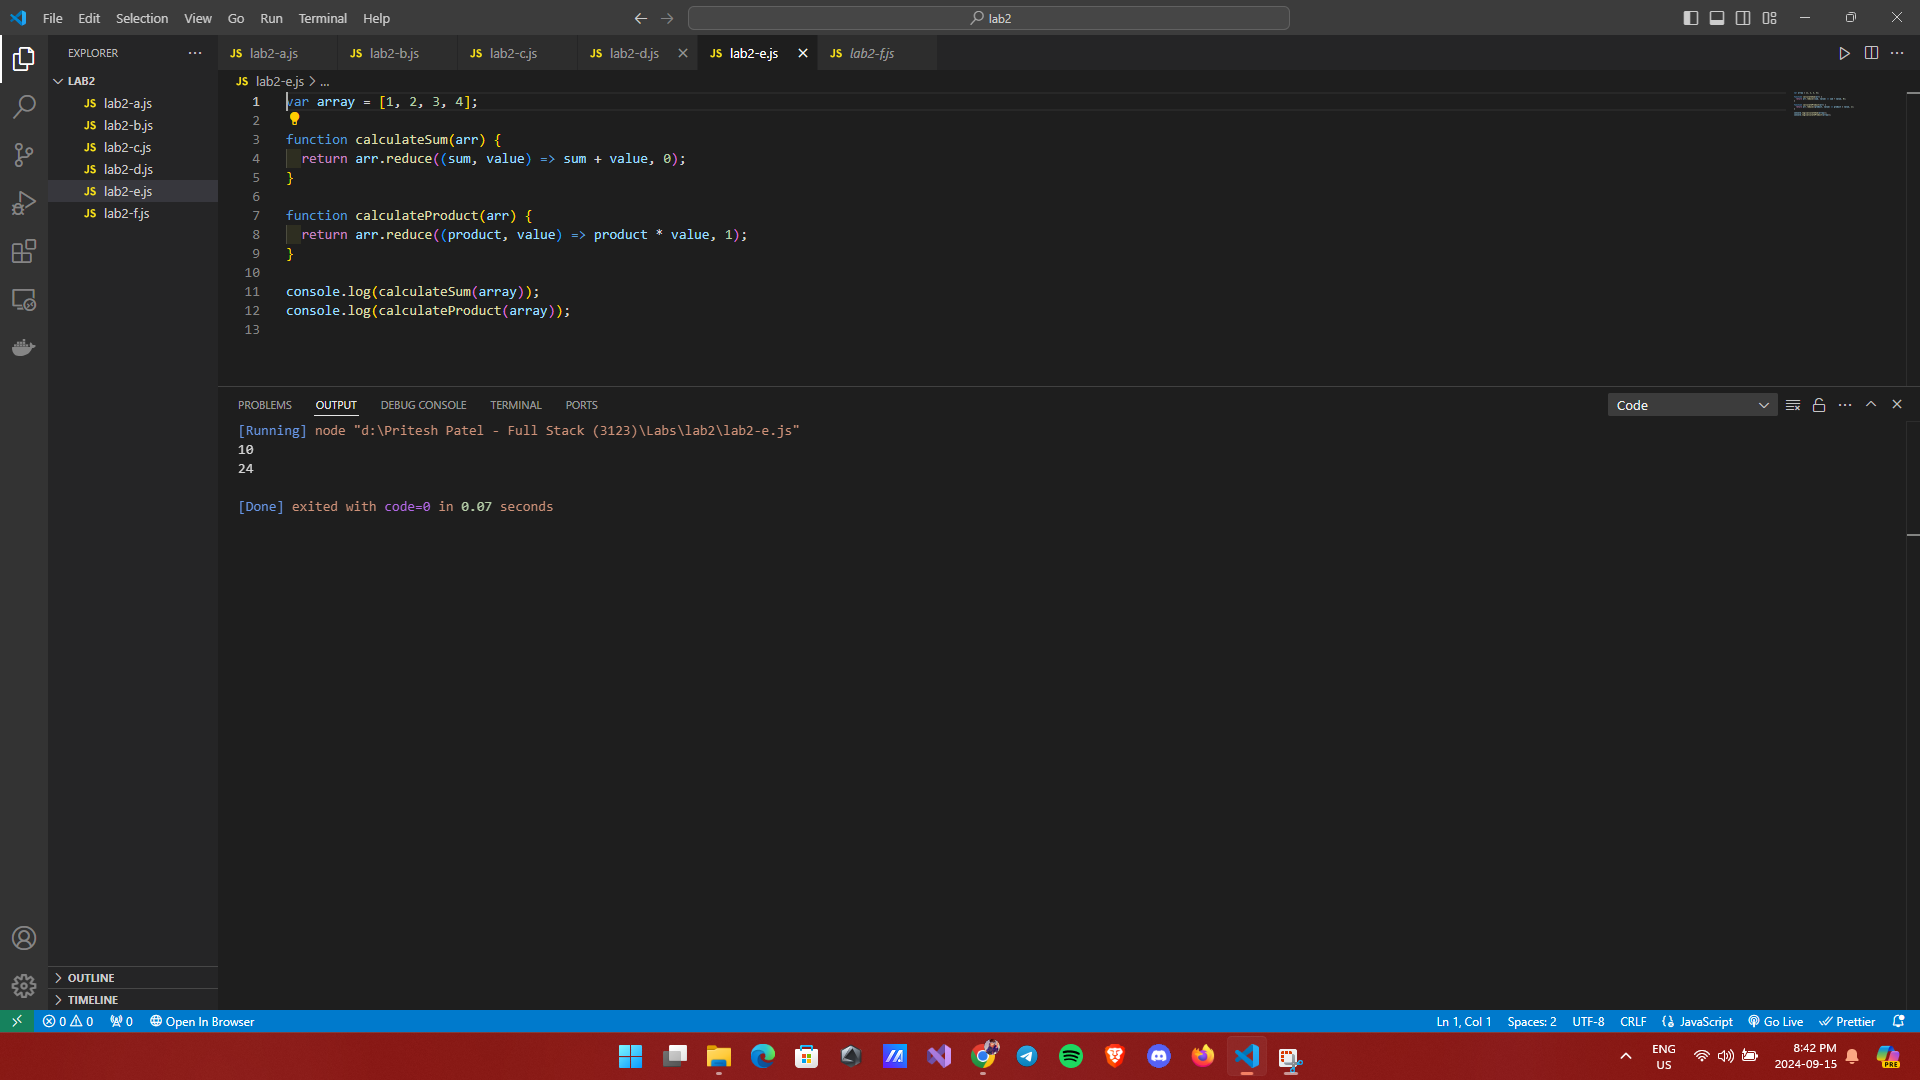 File Edit Selection View Go Run Terminal Help
lab2
EXPLORER
LAB2
JS lab2-a.js
JS lab2-b.js
JS lab2-c.js
JS lab2-d.js
JS lab2-e.js
JS lab2-f.js
OUTLINE
TIMELINE
JS lab2-a.js JS lab2-b.js JS lab2-c.js JS lab2-d.js JS lab2-e.js JS lab2-f.js
JS lab2-e.js > ...
1 var array = [1, 2, 3, 4];
2
3 function calculateSum(arr) {
4 return arr.reduce((sum, value) => sum + value, 0);
5 }
6
7 function calculateProduct(arr) {
8 return arr.reduce((product, value) => product * value, 1);
9 }
10
11 console.log(calculateSum(array));
12 console.log(calculateProduct(array));
13
PROBLEMS OUTPUT DEBUG CONSOLE TERMINAL PORTS
Code
[Running] node "d:\Pritesh Patel - Full Stack (3123)\Labs\lab2\lab2-e.js"
10
24
[Done] exited with code=0 in 0.07 seconds
0 0 0 Open In Browser
Ln 1, Col 1 Spaces: 2 UTF-8 CRLF JavaScript Go Live Prettier
ENG
US
8:42 PM
2024-09-15
PRE